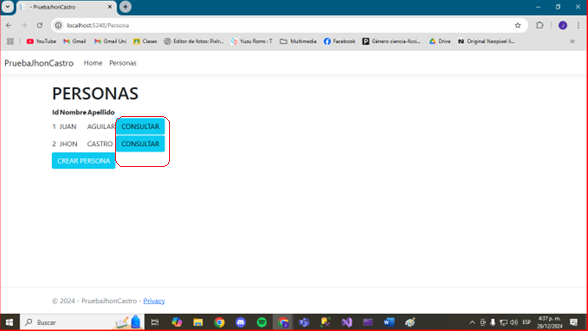 - PruebaJhonCastro
localhost:5248/Persona
YouTube Gmail Gmail Uni Clases Editor de fotos: Pixlr... Yuzu Roms : T Multimedia Facebook Género ciencia-ficci... Drive Original Neopixel li...
PruebaJhonCastro Home Personas
PERSONAS
Id Nombre Apellido
1 JUAN AGUILAR CONSULTAR
2 JHON CASTRO CONSULTAR
CREAR PERSONA
© 2024 - PruebaJhonCastro - Privacy
Buscar
ESP
4:37 p. m.
26/12/2024